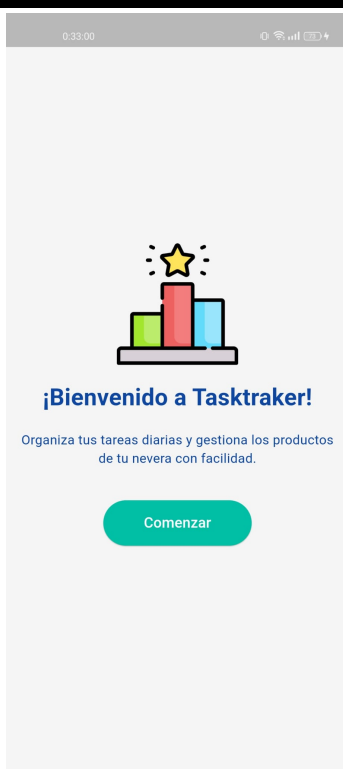 0:33:00
¡Bienvenido a Tasktraker!
Organiza tus tareas diarias y gestiona los productos
de tu nevera con facilidad.
Comenzar